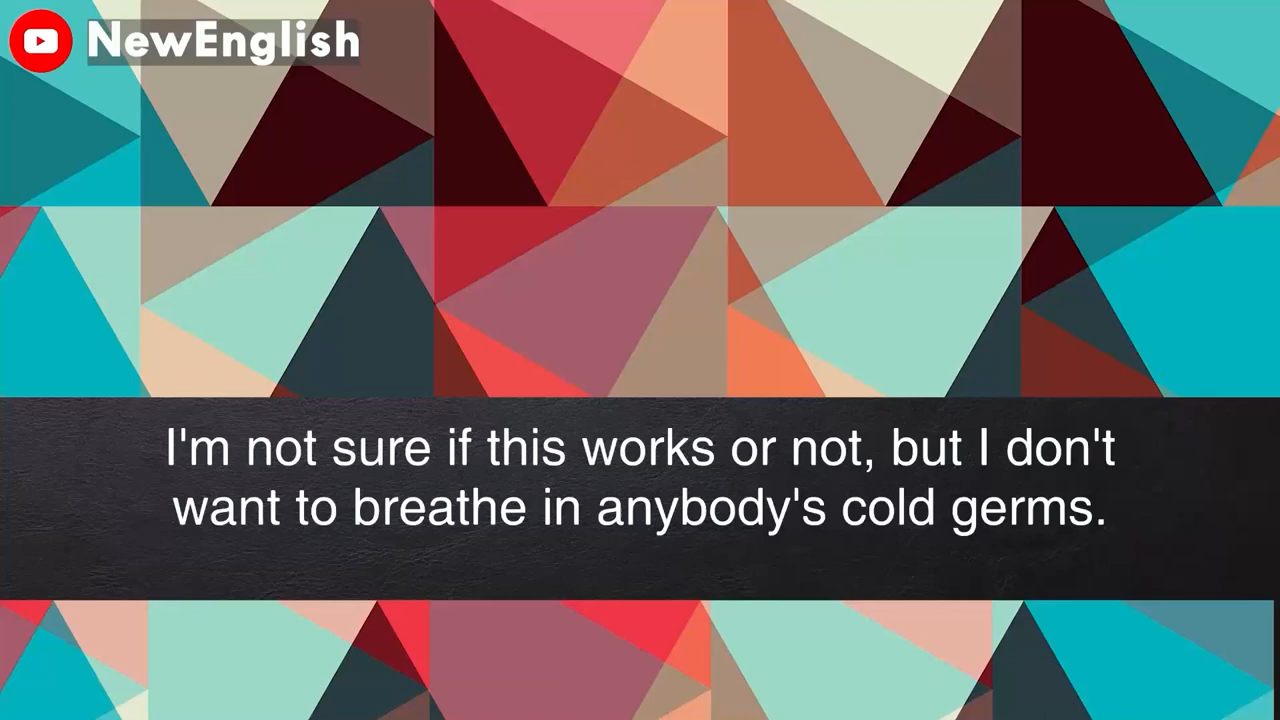 NewEnglish
I'm not sure if this works or not, but I don't
want to breathe in anybody's cold germs.